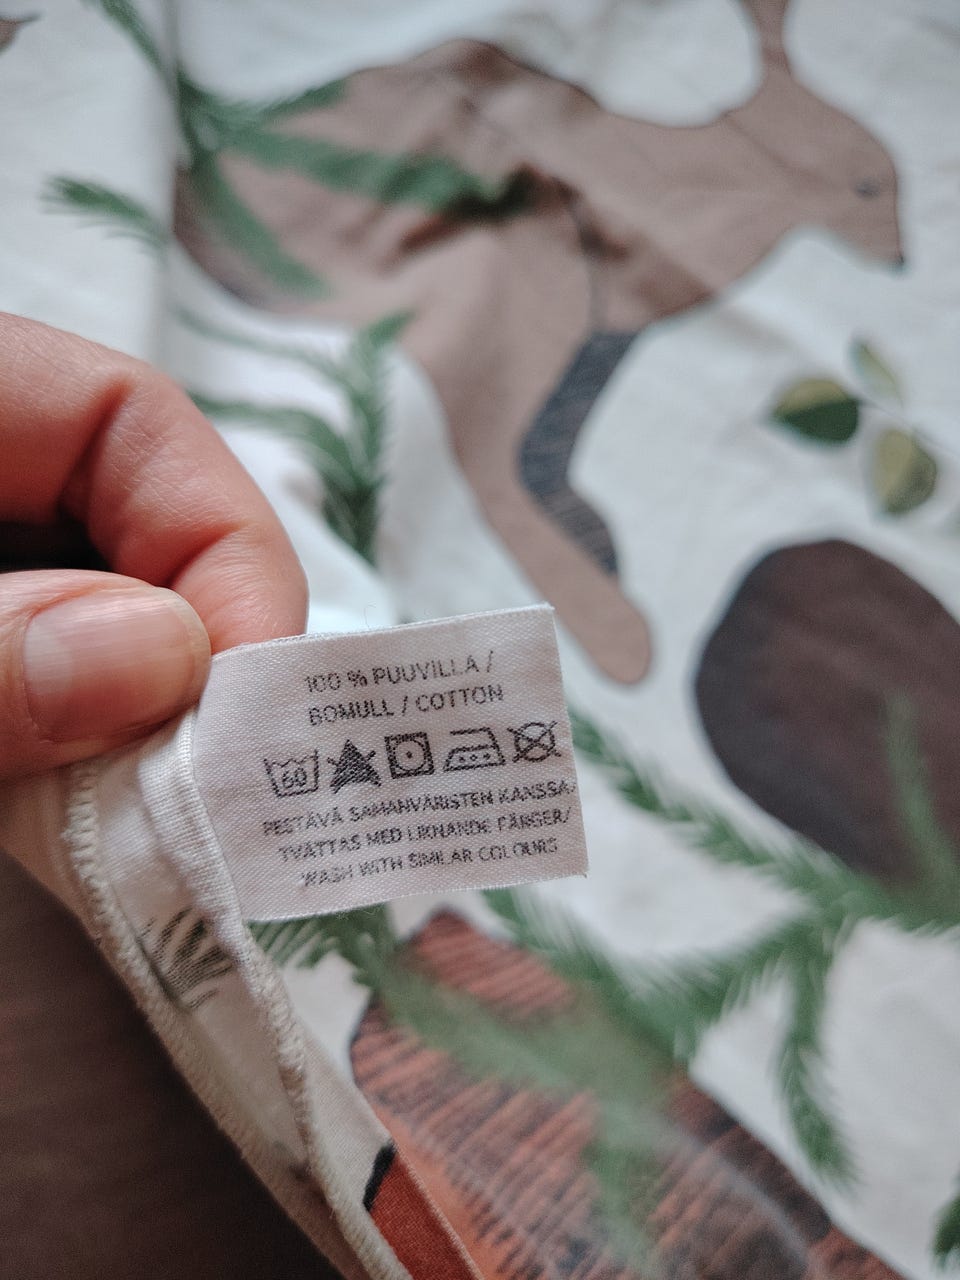 100 % PUUVILLA /
BOMULL / COTTON
60
PESTÄVÄ SAMANVÄRISTEN KANSSA/
TVÄTTAS MED LIKNANDE FÄRGER/
WASH WITH SIMILAR COLOURS